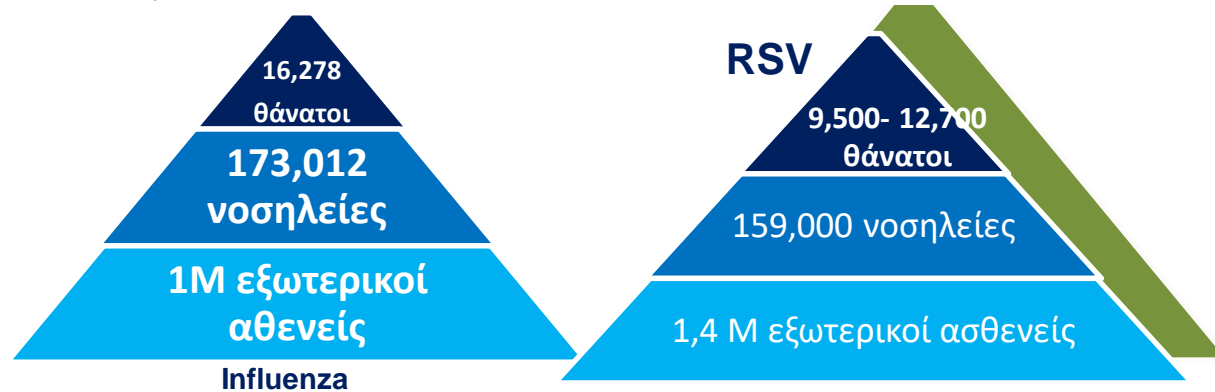 16,278
θάνατοι
173,012
νοσηλείες
1M εξωτερικοί
αθενείς
Influenza
RSV
9,500- 12,700
θάνατοι
159,000 νοσηλείες
1,4 M εξωτερικοί ασθενείς